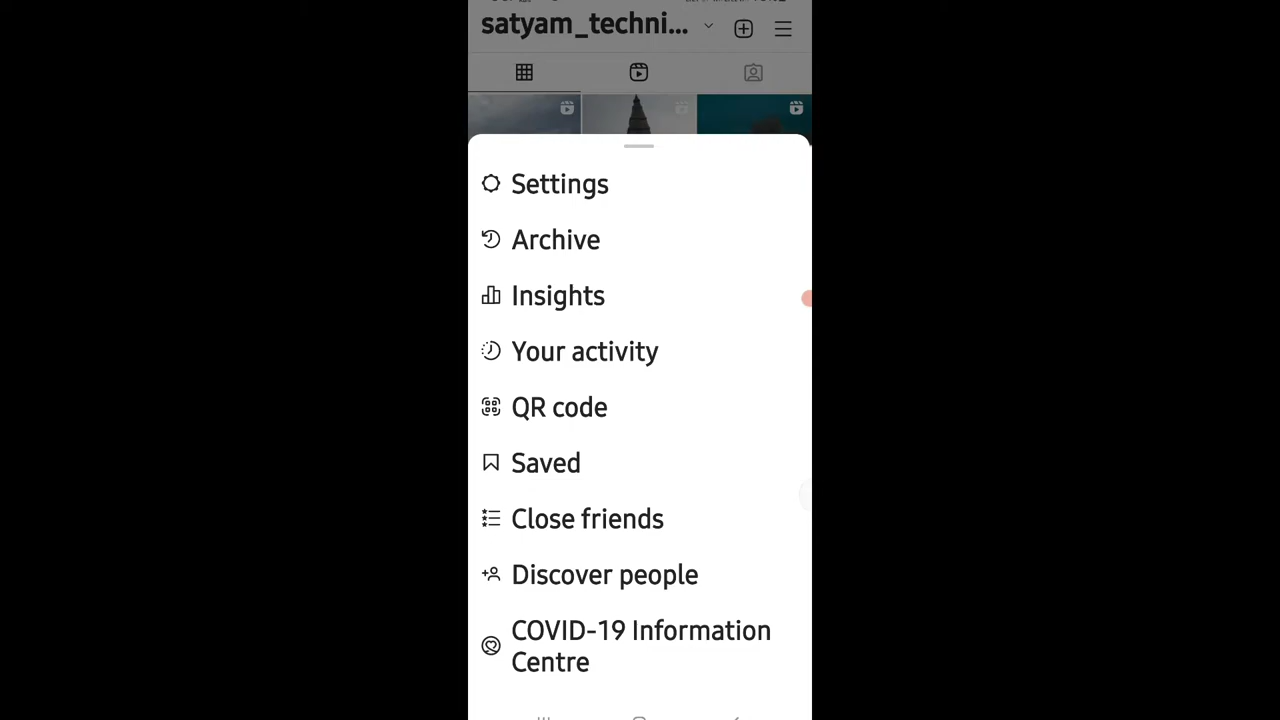 satyam_techni...
Settings
Archive
Insights
Your activity
QR code
Saved
Close friends
Discover people
COVID-19 Information
Centre